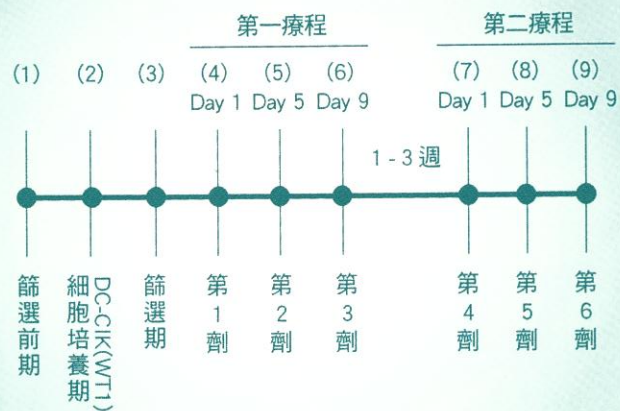 第一療程
第二療程
(1)
(2)
(3)
(4)
Day 1
(5)
Day 5
(6)
Day 9
(7)
Day 1
(8)
Day 5
(9)
Day 9
1 - 3 週
篩選前期
DC-CIK(WT1)
細胞培養期
篩選期
第1劑
第2劑
第3劑
第4劑
第5劑
第6劑